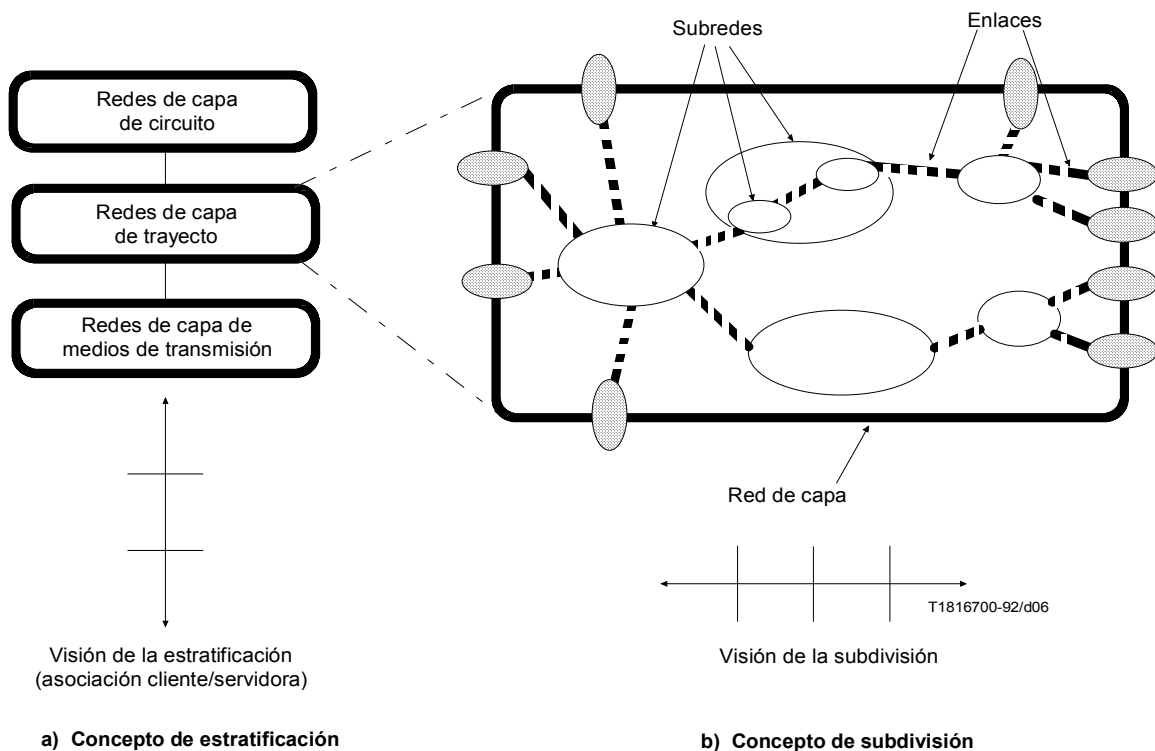 Redes de capa
de circuito
Redes de capa
de trayecto
Redes de capa de
medios de transmisión
Visión de la estratificación
(asociación cliente/servidora)
a) Concepto de estratificación
Subredes
Enlaces
Red de capa
T1816700-92/d06
Visión de la subdivisión
b) Concepto de subdivisión